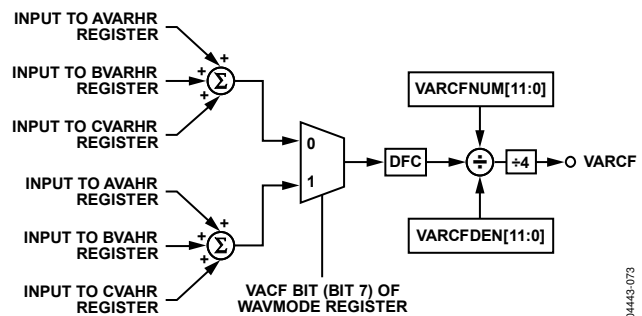 INPUT TO AVARHR
REGISTER
INPUT TO BVARHR
REGISTER
INPUT TO CVARHR
REGISTER
+
+
+
Σ
INPUT TO AVAHR
REGISTER
INPUT TO BVAHR
REGISTER
INPUT TO CVAHR
REGISTER
+
+
+
Σ
0
1
VACF BIT (BIT 7) OF
WAVMODE REGISTER
DFC
VARCFNUM[11:0]
÷
VARCFDEN[11:0]
÷4
VARCF
04443-073